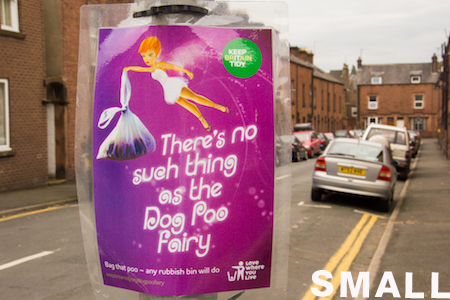 KEEP
BRITAIN
TIDY
There's no
such thing
as the
Dog Poo
fairy
Bag that poo – any rubbish bin will do
Love
where
you
Live
SMALL